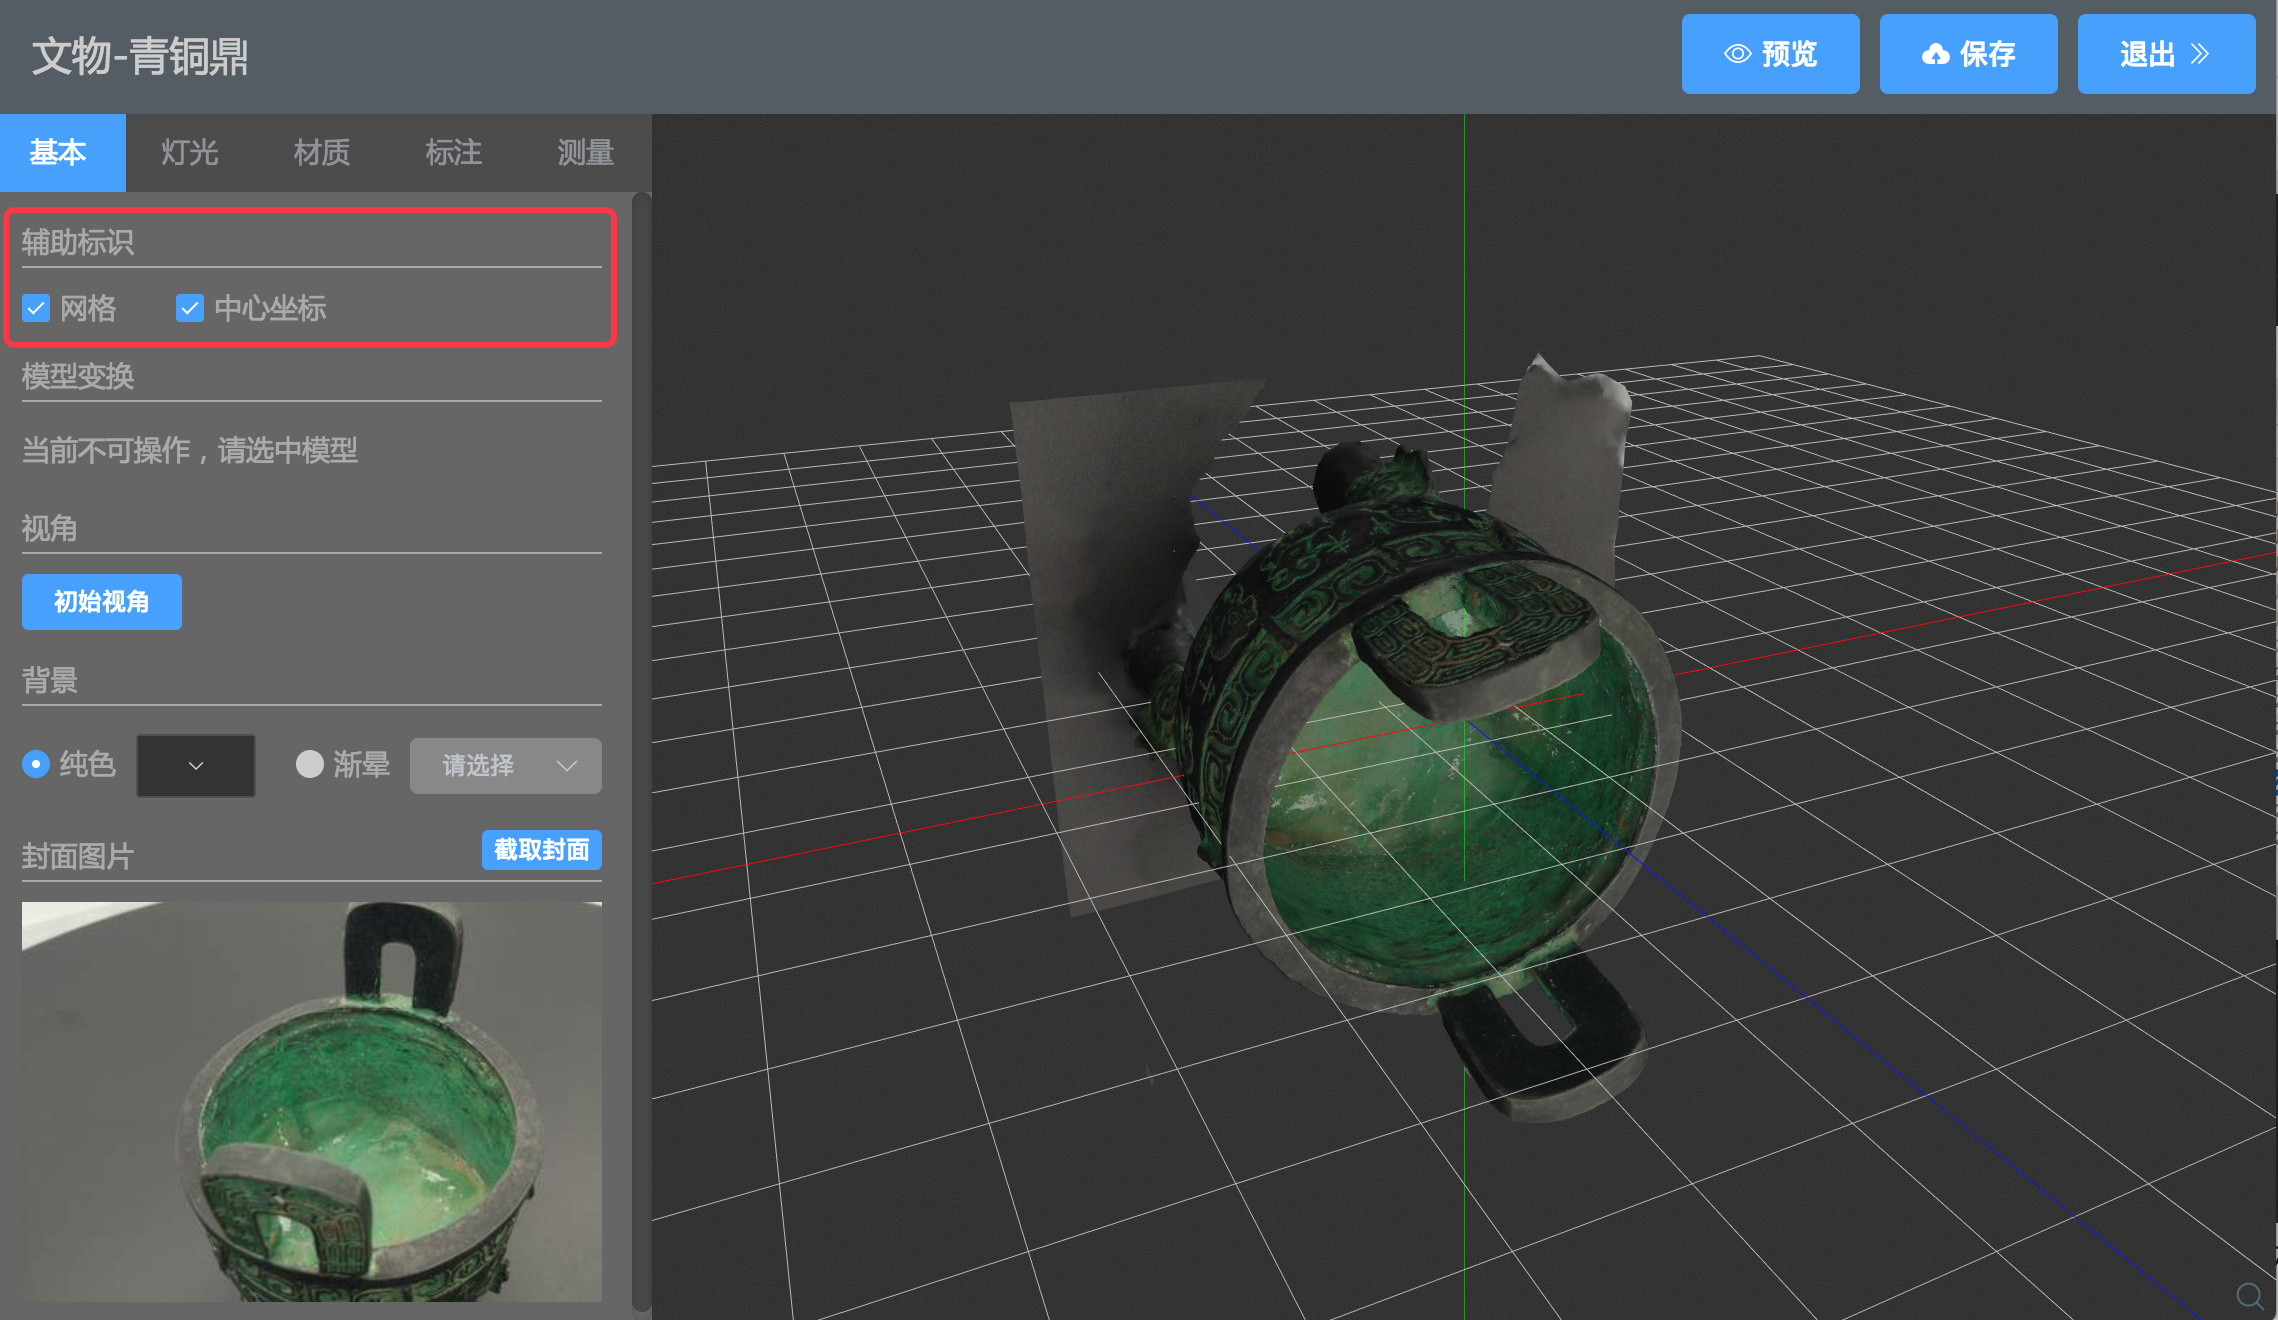 文物-青铜鼎
预览
保存
退出
基本
灯光
材质
标注
测量
辅助标识
网格
中心坐标
模型变换
当前不可操作，请选中模型
视角
初始视角
背景
纯色
渐晕
请选择
封面图片
截取封面